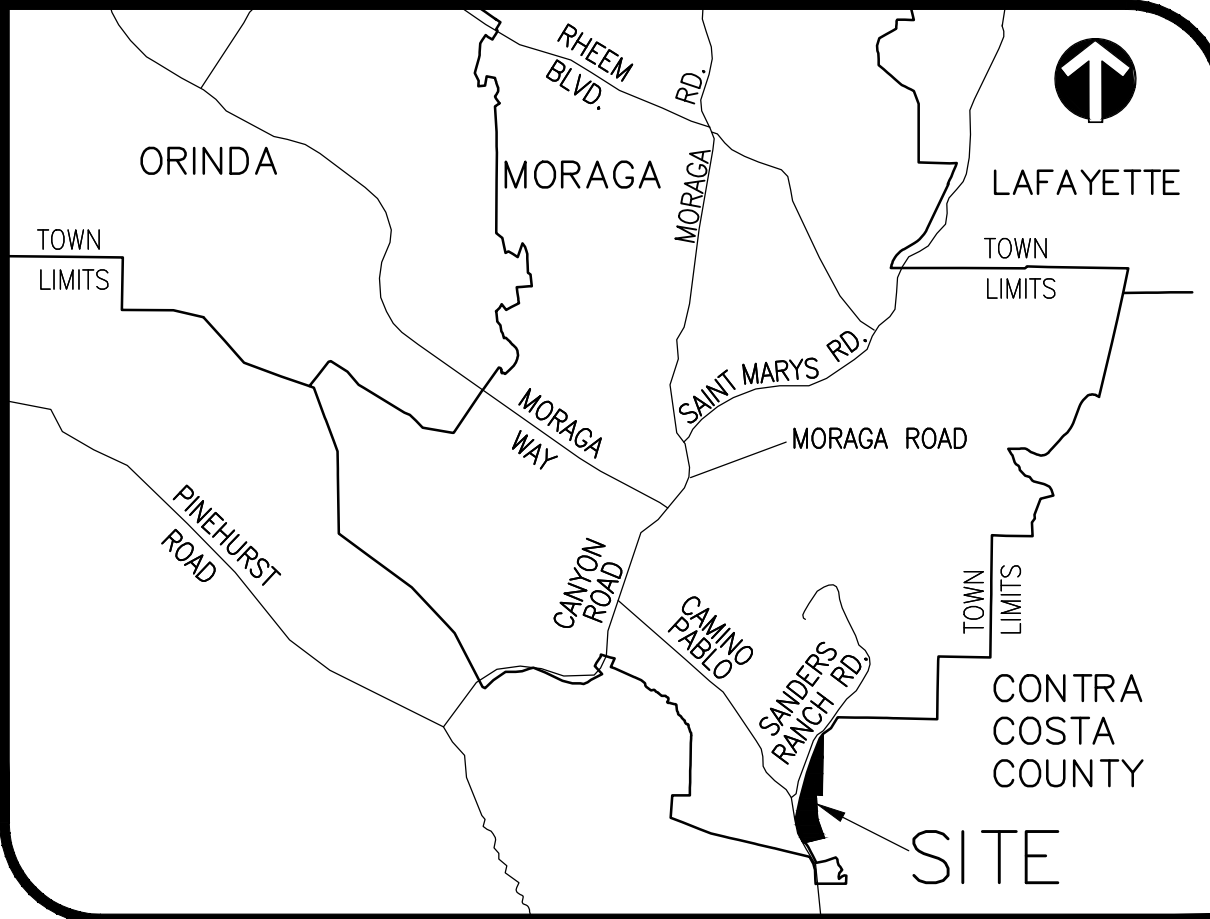 RHEEM
BLVD.
RD.
ORINDA
MORAGA
MORAGA
LAFAYETTE
TOWN
LIMITS
TOWN
LIMITS
SAINT MARYS RD.
MORAGA
WAY
MORAGA ROAD
PINEHURST
ROAD
CANYON
ROAD
CAMINO
PABLO
TOWN
LIMITS
SANDERS
RANCH RD.
CONTRA
COSTA
COUNTY
SITE